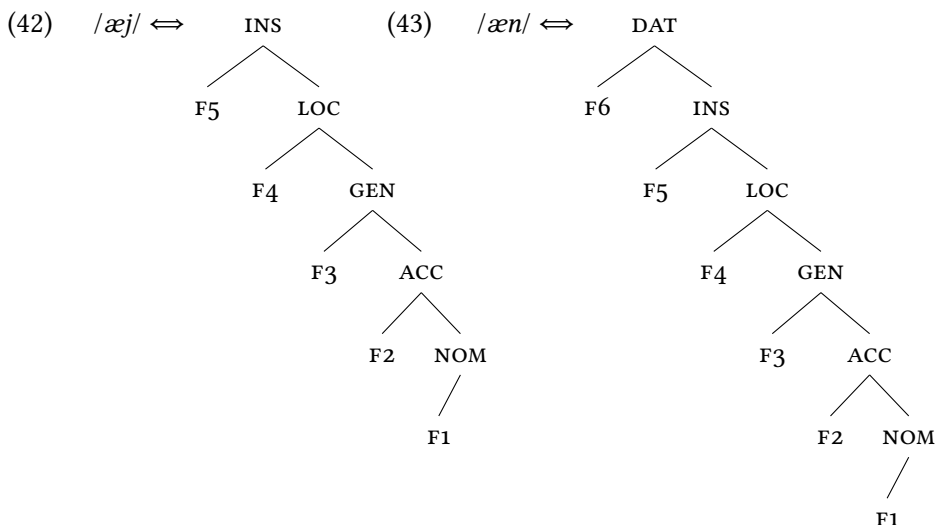 (42) /æj/ ⟺ INS (43) /æn/ ⟺ DAT
F5 LOC F6 INS
F4 GEN F5 LOC
F3 ACC F4 GEN
F2 NOM F3 ACC
F1 F2 NOM
F1